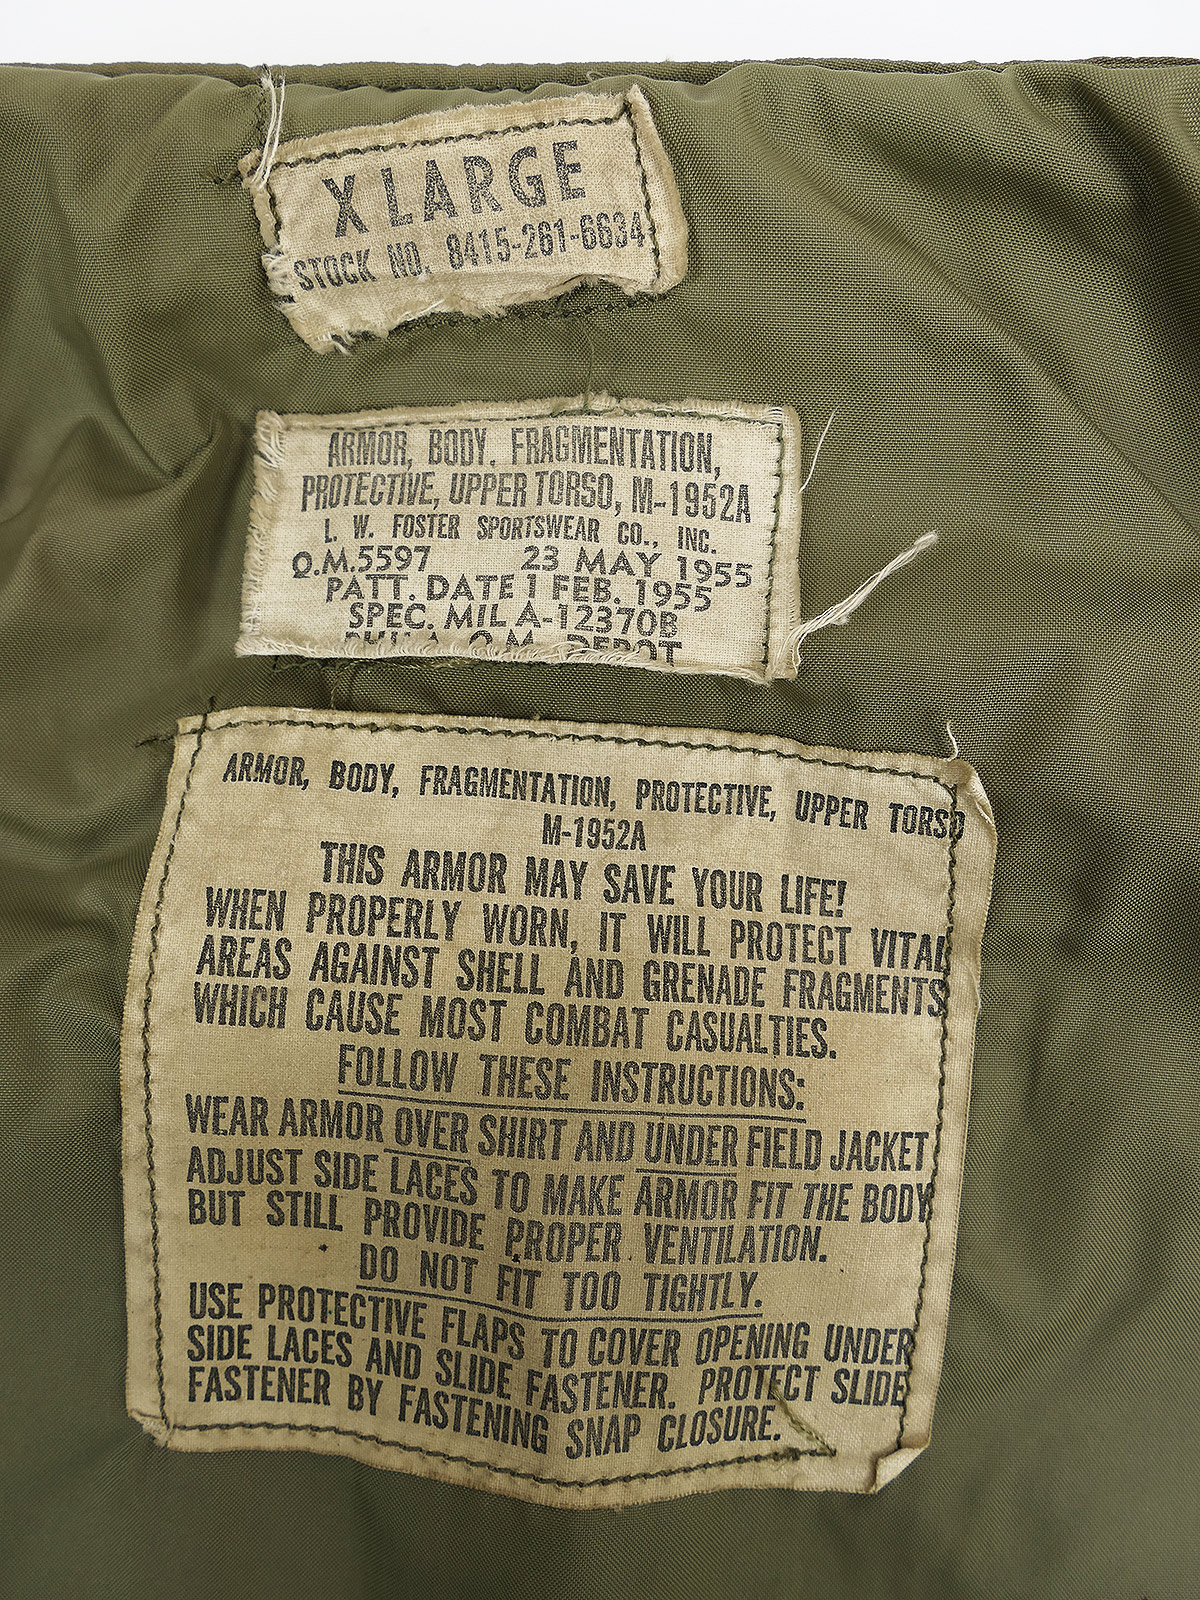 X LARGE
STOCK NO. 8415-261-6634
ARMOR, BODY, FRAGMENTATION,
PROTECTIVE, UPPER TORSO, M-1952A
L. W. FOSTER SPORTSWEAR CO., INC.
Q.M.5597 23 MAY 1955
PATT. DATE 1 FEB. 1955
SPEC. MIL A-12370B
PHILA. Q.M. DEPOT
ARMOR, BODY, FRAGMENTATION, PROTECTIVE, UPPER TORSO
M-1952A
THIS ARMOR MAY SAVE YOUR LIFE!
WHEN PROPERLY WORN, IT WILL PROTECT VITAL
AREAS AGAINST SHELL AND GRENADE FRAGMENTS
WHICH CAUSE MOST COMBAT CASUALTIES.
FOLLOW THESE INSTRUCTIONS:
WEAR ARMOR OVER SHIRT AND UNDER FIELD JACKET
ADJUST SIDE LACES TO MAKE ARMOR FIT THE BODY
BUT STILL PROVIDE PROPER VENTILATION.
DO NOT FIT TOO TIGHTLY.
USE PROTECTIVE FLAPS TO COVER OPENING UNDER
SIDE LACES AND SLIDE FASTENER. PROTECT SLIDE
FASTENER BY FASTENING SNAP CLOSURE.